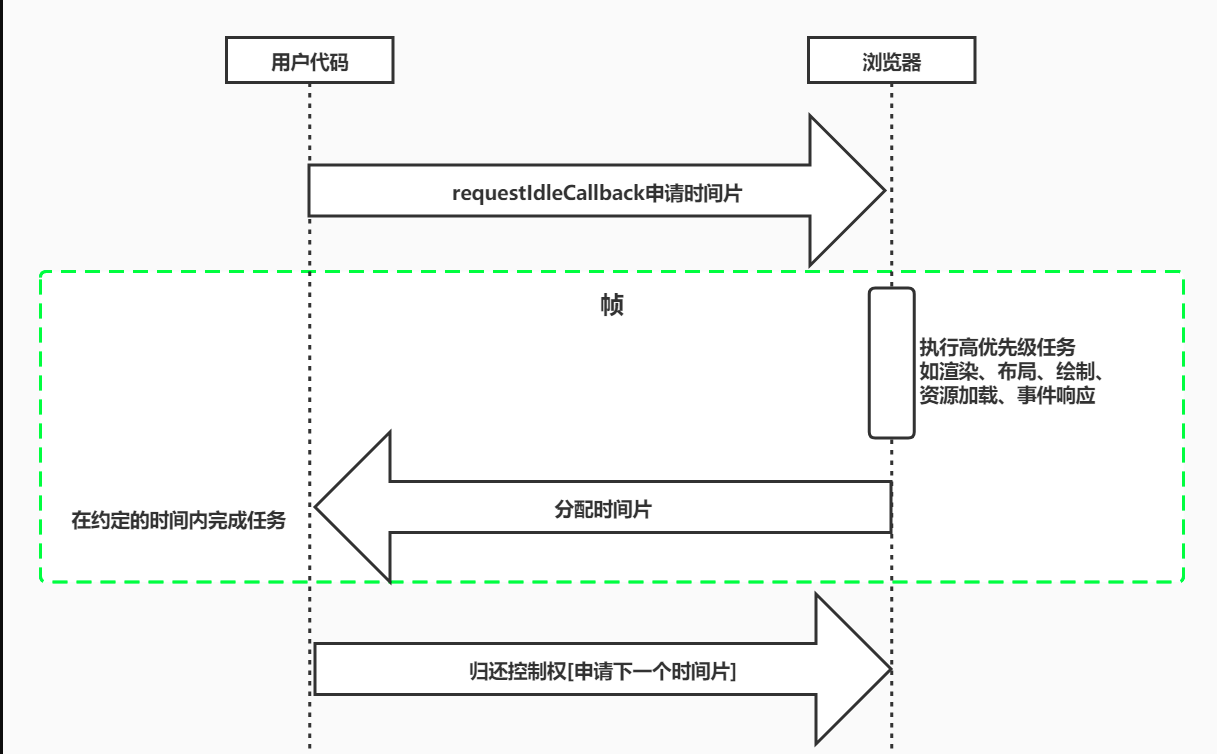 用户代码
浏览器
requestIdleCallback申请时间片
帧
执行高优先级任务
如渲染、布局、绘制、
资源加载、事件响应
分配时间片
在约定的时间内完成任务
归还控制权[申请下一个时间片]